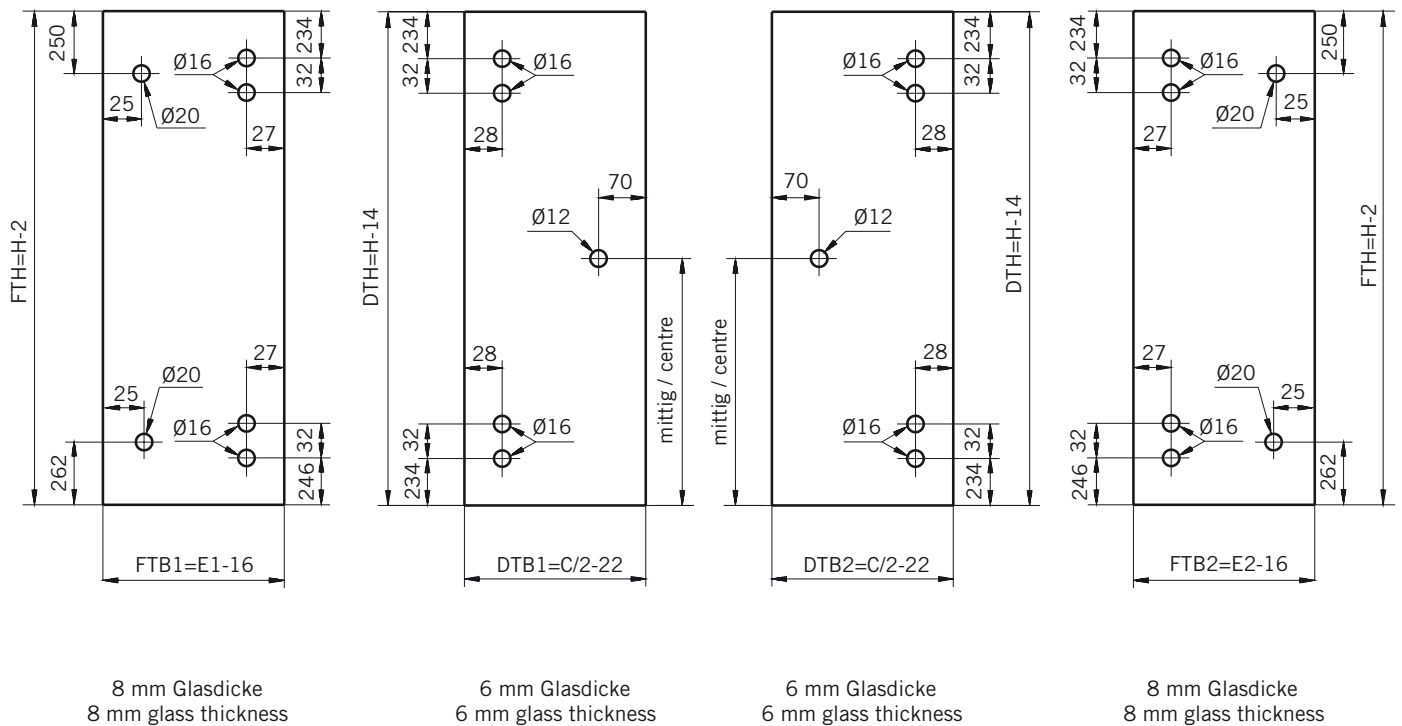 250
Ø16
234
32
25
Ø20
27
FTH=H-2
27
25
Ø20
Ø16
32
246
262
FTB1=E1-16
8 mm Glasdicke
8 mm glass thickness
234
32
Ø16
28
70
Ø12
DTH=H-14
mittig / centre
28
Ø16
32
234
DTB1=C/2-22
6 mm Glasdicke
6 mm glass thickness
234
32
Ø16
28
70
Ø12
DTH=H-14
mittig / centre
28
Ø16
32
234
DTB2=C/2-22
6 mm Glasdicke
6 mm glass thickness
234
32
Ø16
250
25
Ø20
27
FTH=H-2
27
Ø20
25
Ø16
32
246
262
FTB2=E2-16
8 mm Glasdicke
8 mm glass thickness